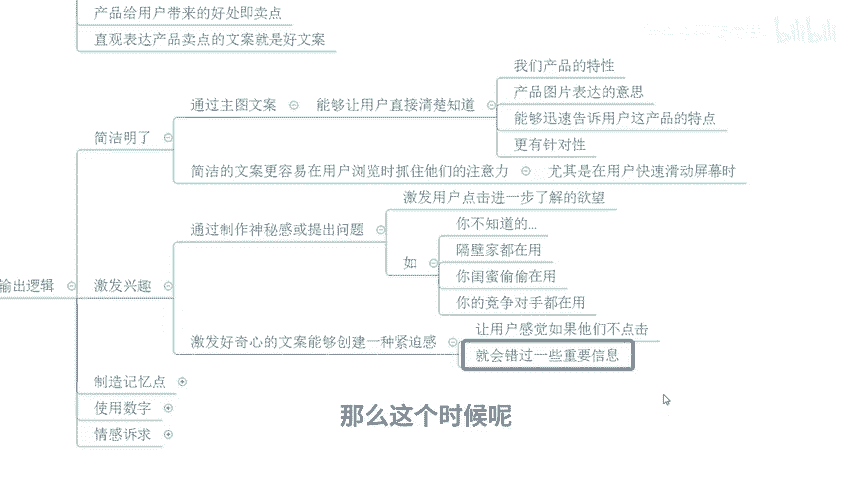 产品给用户带来的好处即卖点
直观表达产品卖点的文案就是好文案
bilibili
输出逻辑
简洁明了
通过主图文案
能够让用户直接清楚知道
我们产品的特性
产品图片表达的意思
能够迅速告诉用户这产品的特点
更有针对性
简洁的文案更容易在用户浏览时抓住他们的注意力
尤其是在用户快速滑动屏幕时
激发兴趣
通过制作神秘感或提出问题
激发用户点击进一步了解的欲望
如
你不知道的...
隔壁家都在用
你闺蜜偷偷在用
你的竞争对手都在用
激发好奇心的文案能够创建一种紧迫感
让用户感觉如果他们不点击
就会错过一些重要信息
制造记忆点
使用数字
情感诉求
那么这个时候呢